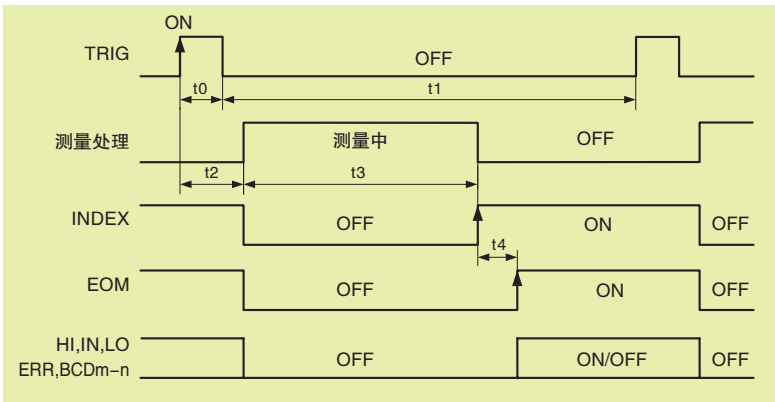 ON
TRIG
OFF
t0
t1
测量处理
测量中
OFF
t2
t3
INDEX
OFF
ON
OFF
t4
EOM
OFF
ON
OFF
HI,IN,LO
ERR,BCDm-n
OFF
ON/OFF
OFF